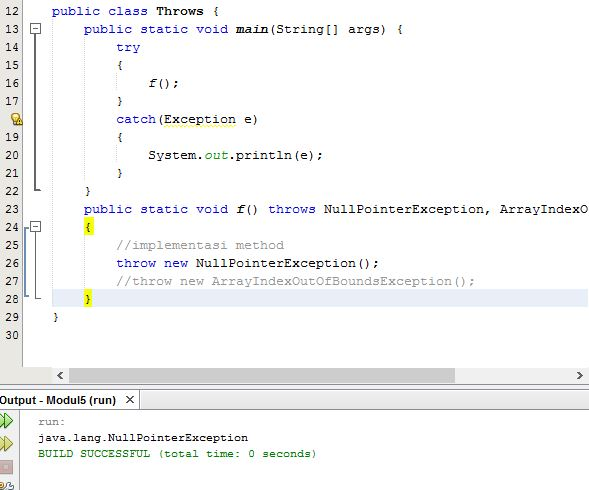 12 public class Throws {
13 public static void main(String[] args) {
14 try
15 {
16 f();
17 }
catch(Exception e)
19 {
20 System.out.println(e);
21 }
22 }
23 public static void f() throws NullPointerException, ArrayIndexO
24 {
25 //implementasi method
26 throw new NullPointerException();
27 //throw new ArrayIndexOutOfBoundsException();
28 }
29 }
30
Output - Modul5 (run)
run:
java.lang.NullPointerException
BUILD SUCCESSFUL (total time: 0 seconds)